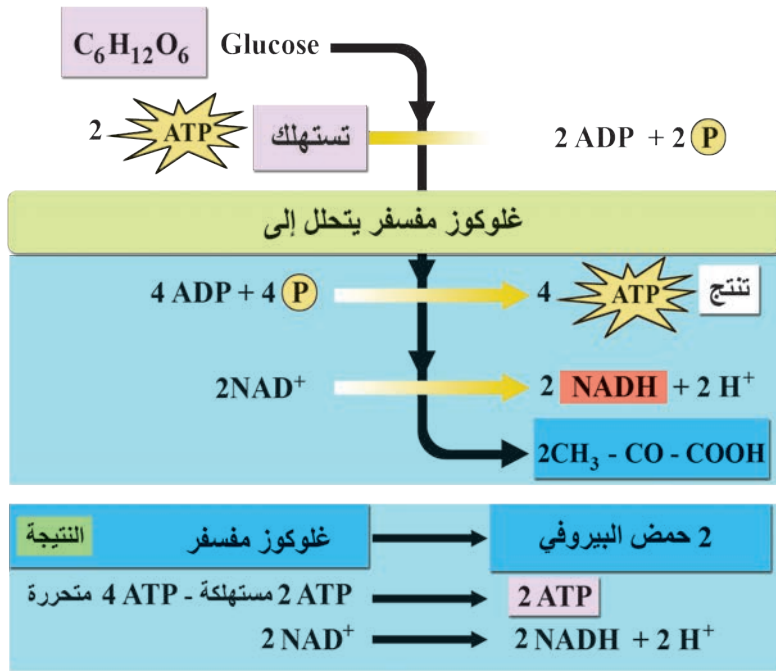 C₆H₁₂O₆ Glucose
2 ATP تستهلك 2 ADP + 2 P
غلوكوز مفسفر يتحلل إلى
4 ADP + 4 P 4 ATP تنتج
2NAD⁺ 2 NADH + 2 H⁺
2CH₃ - CO - COOH
النتيجة غلوكوز مفسفر 2 حمض البيروفي
4 ATP متحررة - 2 ATP مستهلكة 2 ATP
2 NAD⁺ 2 NADH + 2 H⁺